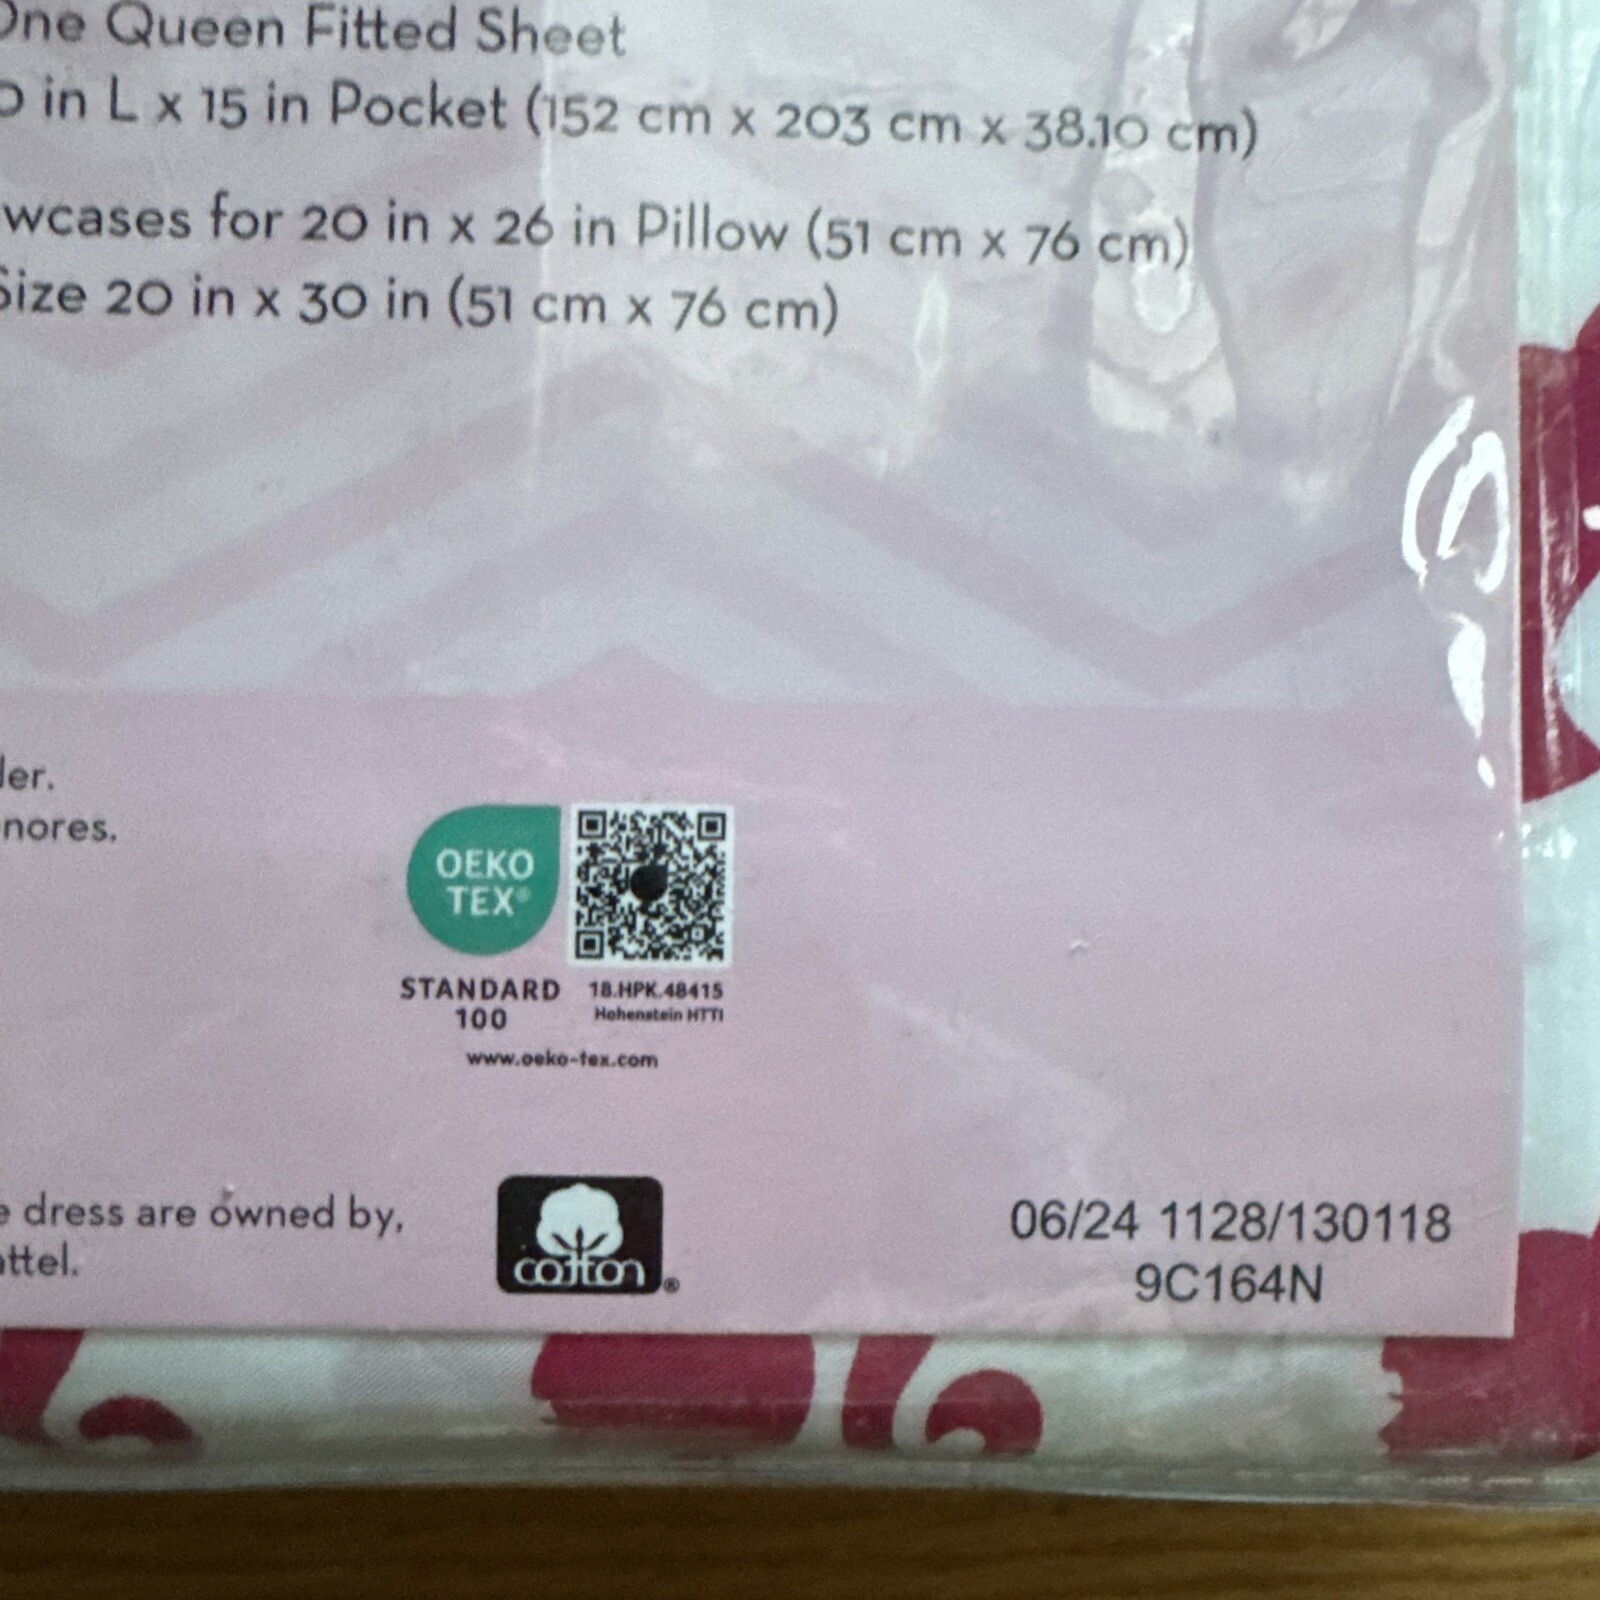 One Queen Fitted Sheet
in L x 15 in Pocket (152 cm x 203 cm x 38.10 cm)
wcases for 20 in x 26 in Pillow (51 cm x 76 cm)
Size 20 in x 30 in (51 cm x 76 cm)
der.
nores.
OEKO
TEX®
STANDARD
100
18.HPK.48415
Hohenstein HTTI
www.oeko-tex.com
e dress are owned by,
attel.
cotton®
06/24 1128/130118
9C164N